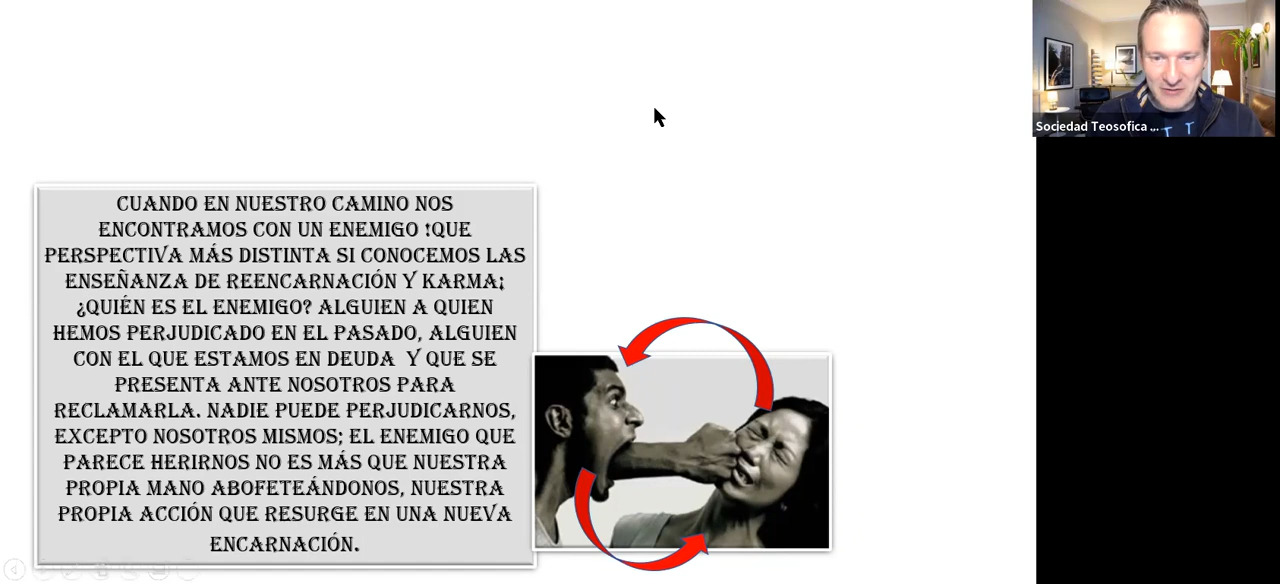 CUANDO EN NUESTRO CAMINO NOS
ENCONTRAMOS CON UN ENEMIGO !QUE
PERSPECTIVA MÁS DISTINTA SI CONOCEMOS LAS
ENSEÑANZA DE REENCARNACIÓN Y KARMA¡
¿QUIÉN ES EL ENEMIGO? ALGUIEN A QUIEN
HEMOS PERJUDICADO EN EL PASADO, ALGUIEN
CON EL QUE ESTAMOS EN DEUDA Y QUE SE
PRESENTA ANTE NOSOTROS PARA
RECLAMARLA. NADIE PUEDE PERJUDICARNOS,
EXCEPTO NOSOTROS MISMOS; EL ENEMIGO QUE
PARECE HERIRNOS NO ES MÁS QUE NUESTRA
PROPIA MANO ABOFETEÁNDONOS, NUESTRA
PROPIA ACCIÓN QUE RESURGE EN UNA NUEVA
ENCARNACIÓN.
Sociedad Teosofica ...